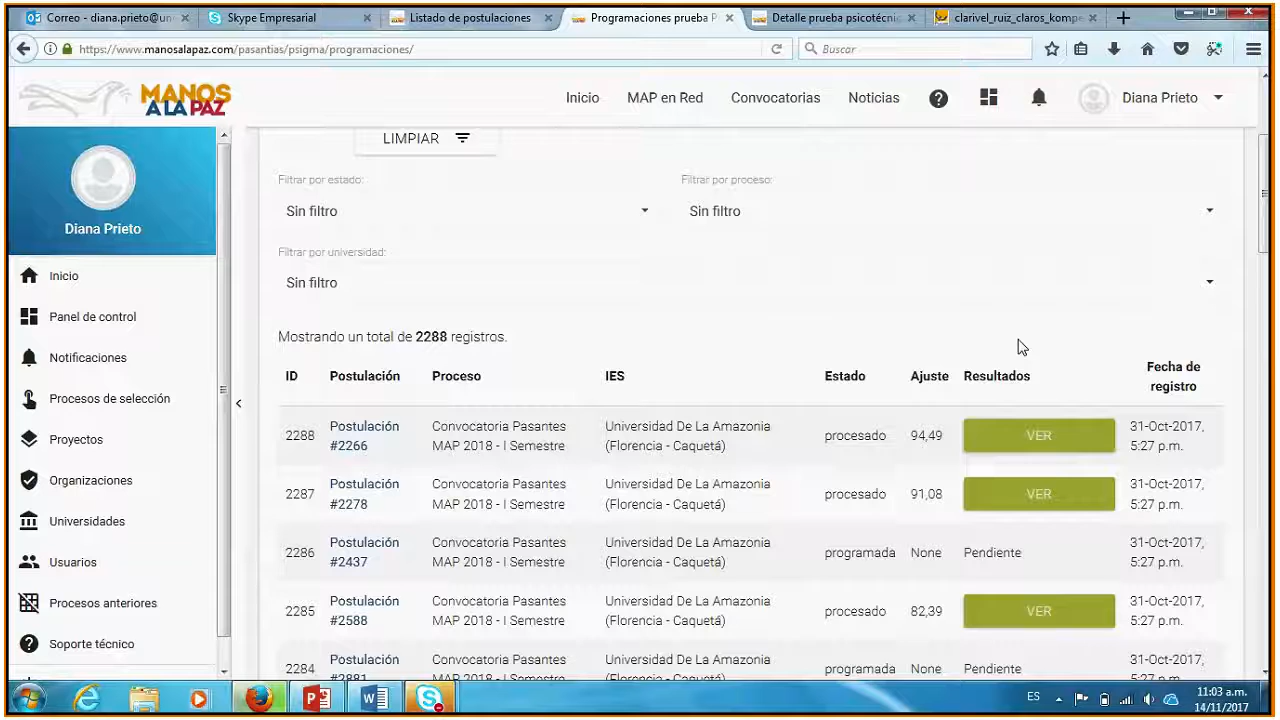 Correo - diana.prieto@un
Skype Empresarial
Listado de postulaciones
Programaciones prueba P
Detalle prueba psicotécni
clarivel_ruiz_claros_kompe
https://www.manosalapaz.com/pasantias/psigma/programaciones/
Buscar
MANOS
A LA PAZ
Inicio
MAP en Red
Convocatorias
Noticias
Diana Prieto
LIMPIAR
Diana Prieto
Inicio
Panel de control
Notificaciones
Procesos de selección
Proyectos
Organizaciones
Universidades
Usuarios
Procesos anteriores
Soporte técnico
Filtrar por estado:
Sin filtro
Filtrar por proceso:
Sin filtro
Filtrar por universidad:
Sin filtro
Mostrando un total de 2288 registros.
ID Postulación Proceso IES Estado Ajuste Resultados Fecha de
registro
2288 Postulación Convocatoria Pasantes Universidad De La Amazonia procesado 94,49 VER 31-Oct-2017,
#2266 MAP 2018 - I Semestre (Florencia - Caquetá) 5:27 p.m.
2287 Postulación Convocatoria Pasantes Universidad De La Amazonia procesado 91,08 VER 31-Oct-2017,
#2278 MAP 2018 - I Semestre (Florencia - Caquetá) 5:27 p.m.
2286 Postulación Convocatoria Pasantes Universidad De La Amazonia programada None Pendiente 31-Oct-2017,
#2437 MAP 2018 - I Semestre (Florencia - Caquetá) 5:27 p.m.
2285 Postulación Convocatoria Pasantes Universidad De La Amazonia procesado 82,39 VER 31-Oct-2017,
#2588 MAP 2018 - I Semestre (Florencia - Caquetá) 5:27 p.m.
2284 Postulación Convocatoria Pasantes Universidad De La Amazonia programada None Pendiente 31-Oct-2017,
#2881 MAP 2018 - I Semestre (Florencia - Caquetá) 5:27 p.m.
ES
11:03 a.m.
14/11/2017